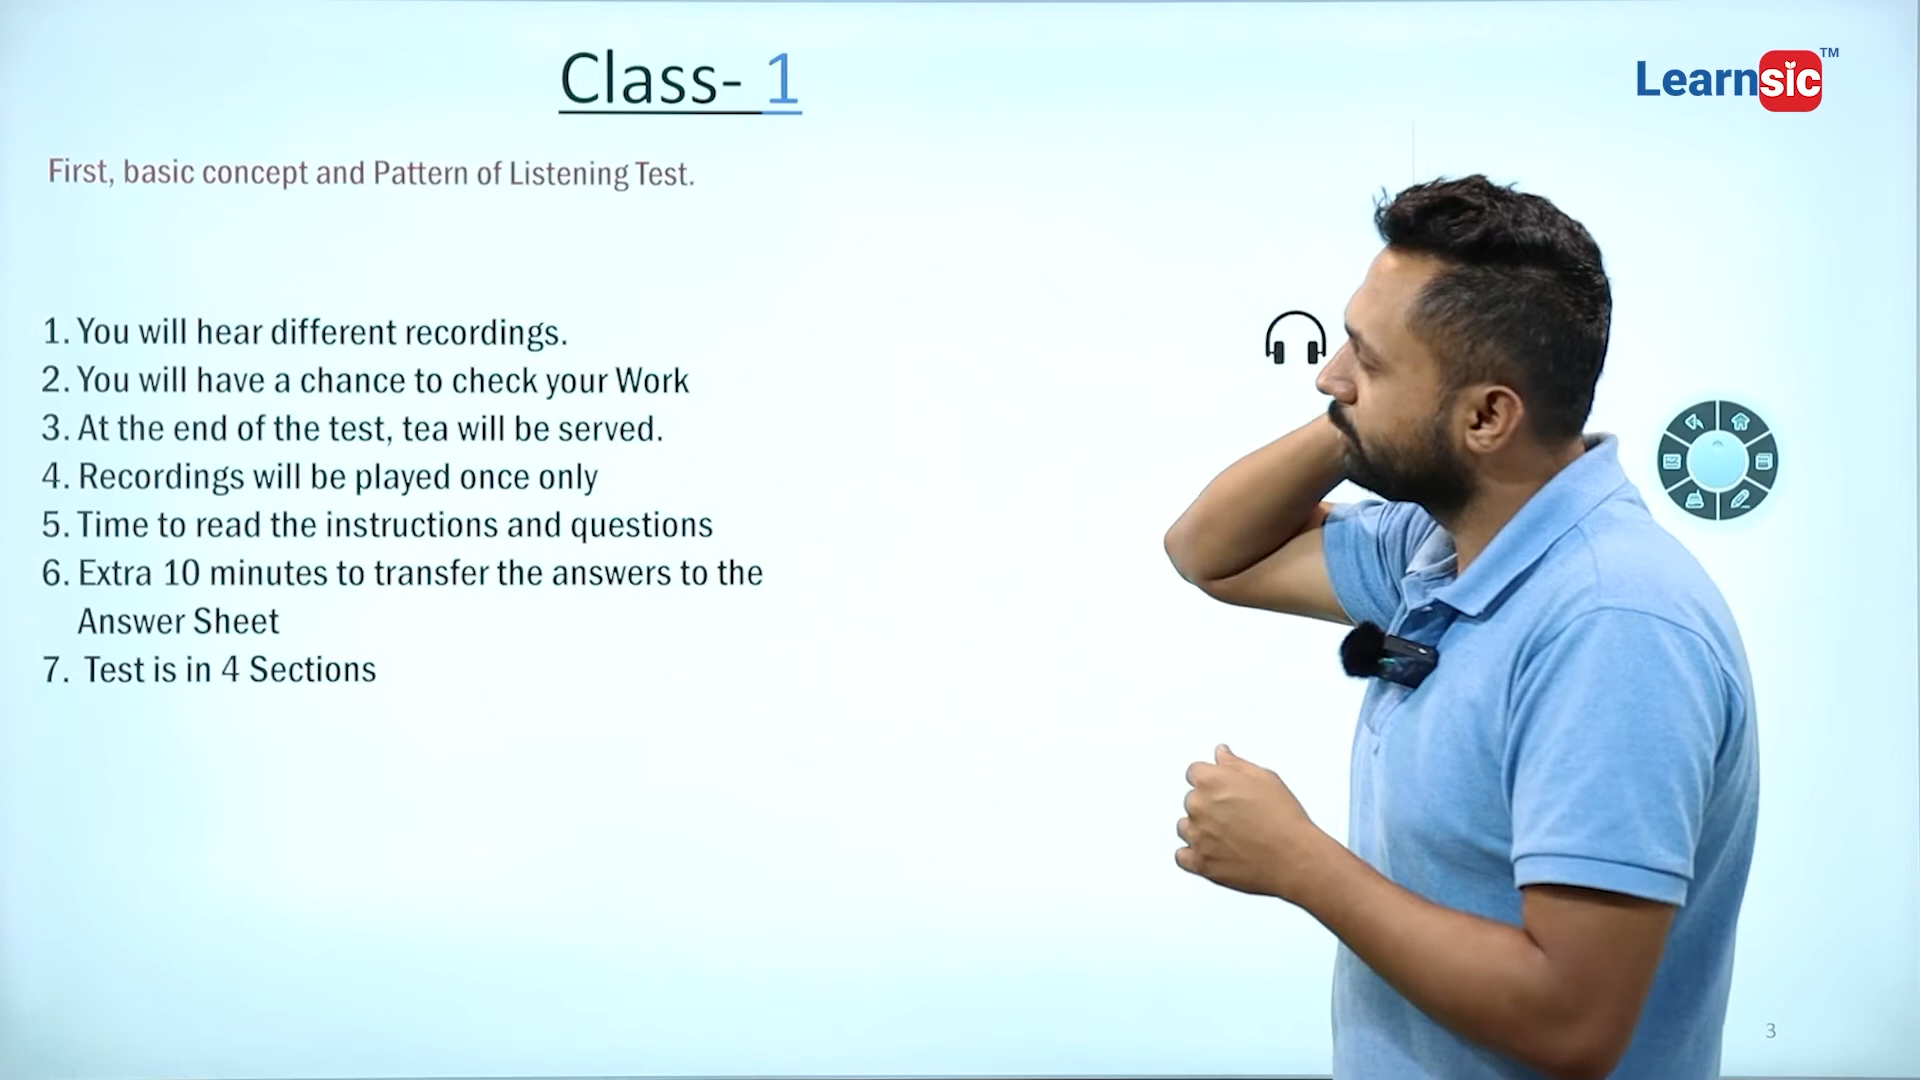 Class- 1
Learnsic™
First, basic concept and Pattern of Listening Test.
1. You will hear different recordings.
2. You will have a chance to check your Work
3. At the end of the test, tea will be served.
4. Recordings will be played once only
5. Time to read the instructions and questions
6. Extra 10 minutes to transfer the answers to the
Answer Sheet
7. Test is in 4 Sections
3